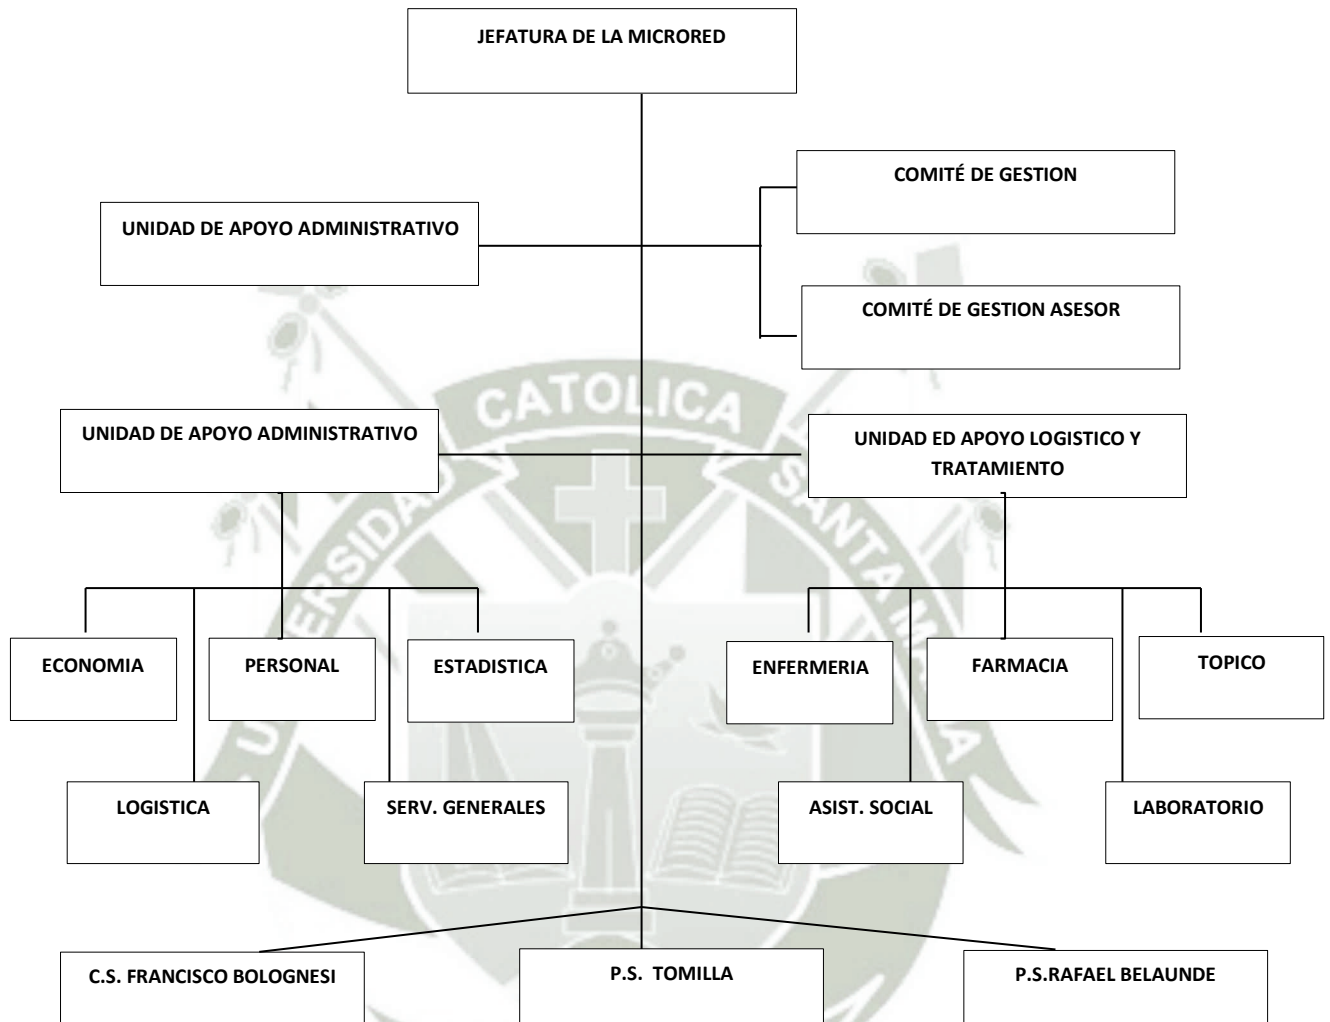 JEFATURA DE LA MICRORED
COMITÉ DE GESTION
UNIDAD DE APOYO ADMINISTRATIVO
COMITÉ DE GESTION ASESOR
UNIDAD DE APOYO ADMINISTRATIVO
UNIDAD ED APOYO LOGISTICO Y
TRATAMIENTO
ECONOMIA
PERSONAL
ESTADISTICA
ENFERMERIA
FARMACIA
TOPICO
LOGISTICA
SERV. GENERALES
ASIST. SOCIAL
LABORATORIO
C.S. FRANCISCO BOLOGNESI
P.S. TOMILLA
P.S.RAFAEL BELAUNDE
CATOLICA
SANTA